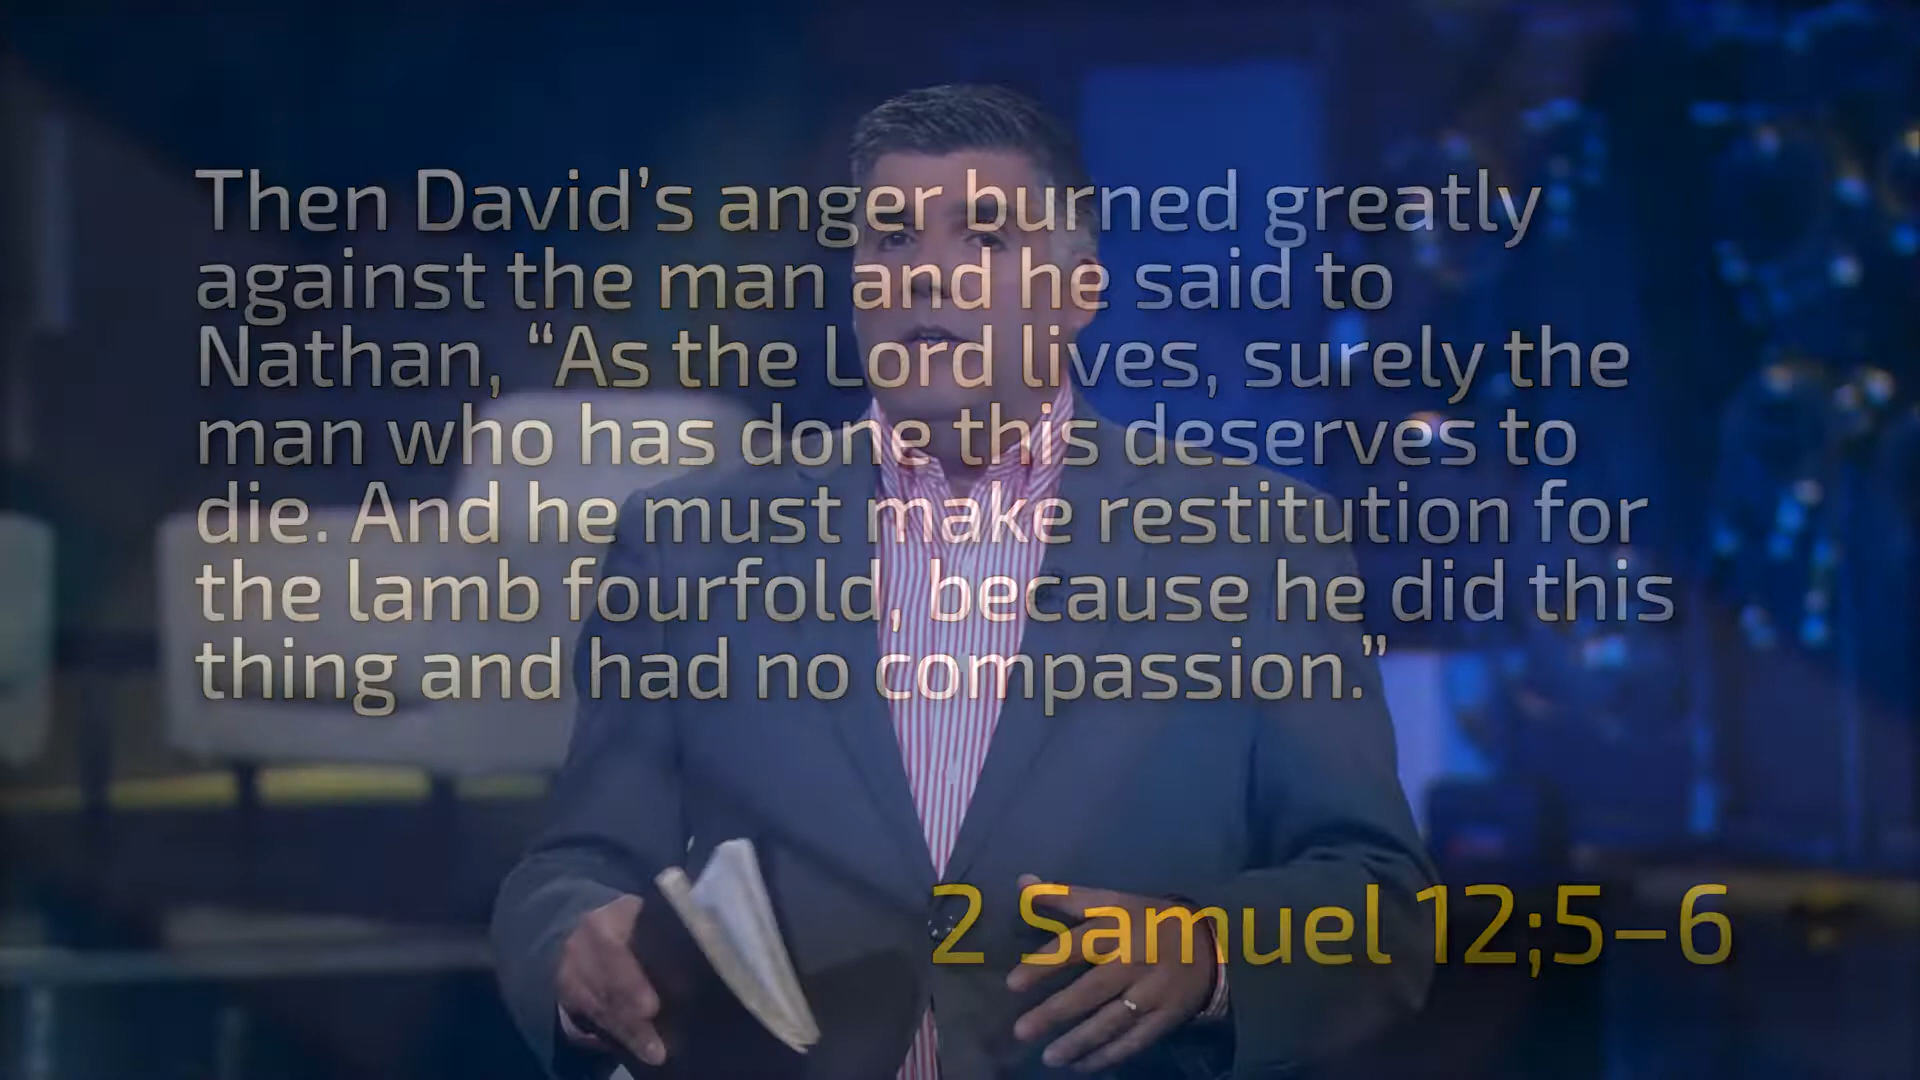 Then David’s anger burned greatly
against the man and he said to
Nathan, “As the Lord lives, surely the
man who has done this deserves to
die. And he must make restitution for
the lamb fourfold, because he did this
thing and had no compassion.”
2 Samuel 12;5–6